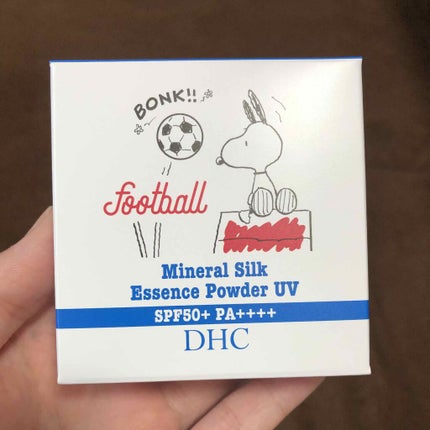 BONK!!
football
Mineral Silk
Essence Powder UV
SPF50+ PA++++
DHC